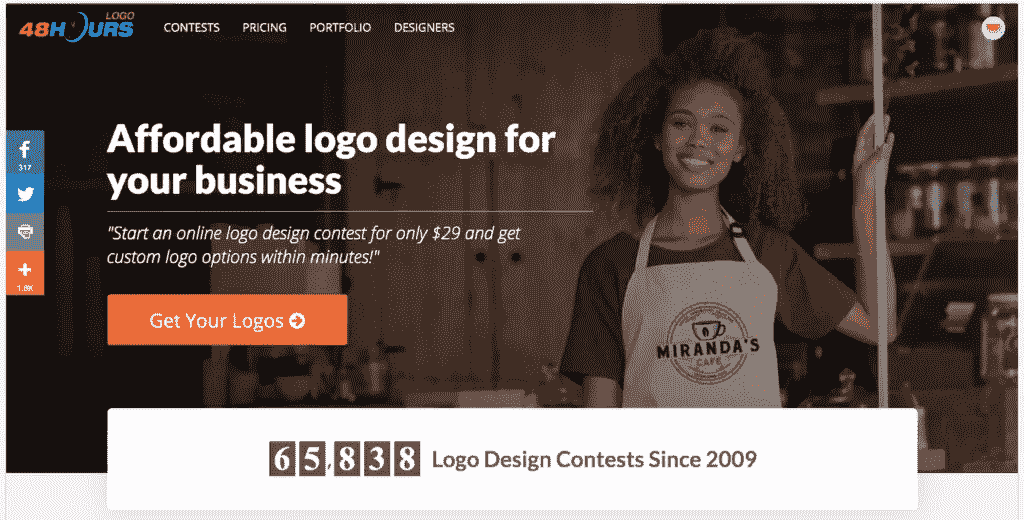 48HOURS LOGO
CONTESTS PRICING PORTFOLIO DESIGNERS
Affordable logo design for
your business
"Start an online logo design contest for only $29 and get
custom logo options within minutes!"
Get Your Logos
317
1.8K
MIRANDA'S
CAFE
65,838 Logo Design Contests Since 2009